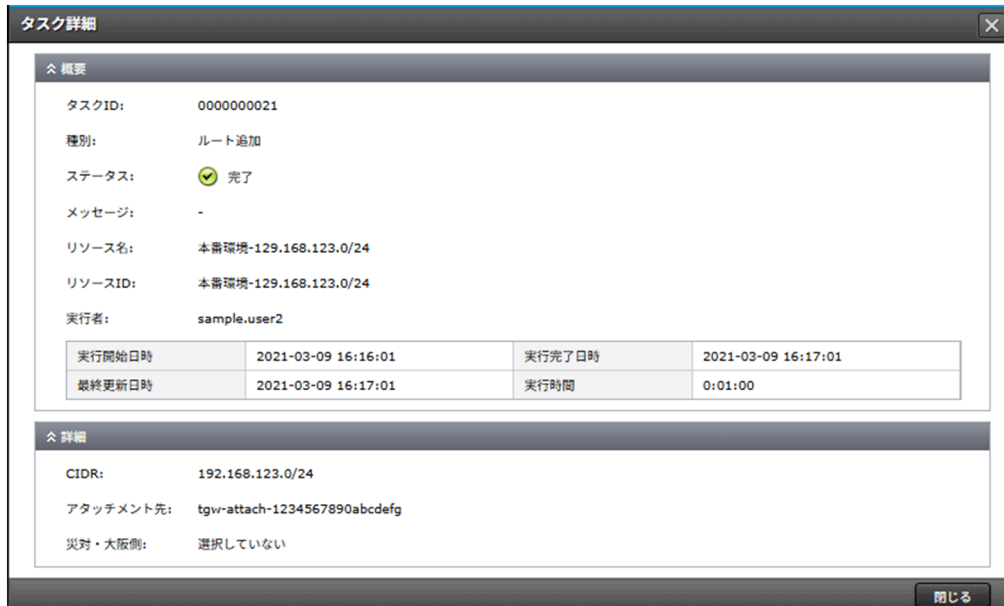 タスク詳細
概要
タスクID: 0000000021
種別: ルート追加
ステータス: 完了
メッセージ: -
リソース名: 本番環境-129.168.123.0/24
リソースID: 本番環境-129.168.123.0/24
実行者: sample.user2
実行開始日時 2021-03-09 16:16:01 実行完了日時 2021-03-09 16:17:01
最終更新日時 2021-03-09 16:17:01 実行時間 0:01:00
詳細
CIDR: 192.168.123.0/24
アタッチメント先: tgw-attach-1234567890abcdefg
災対・大阪側: 選択していない
閉じる